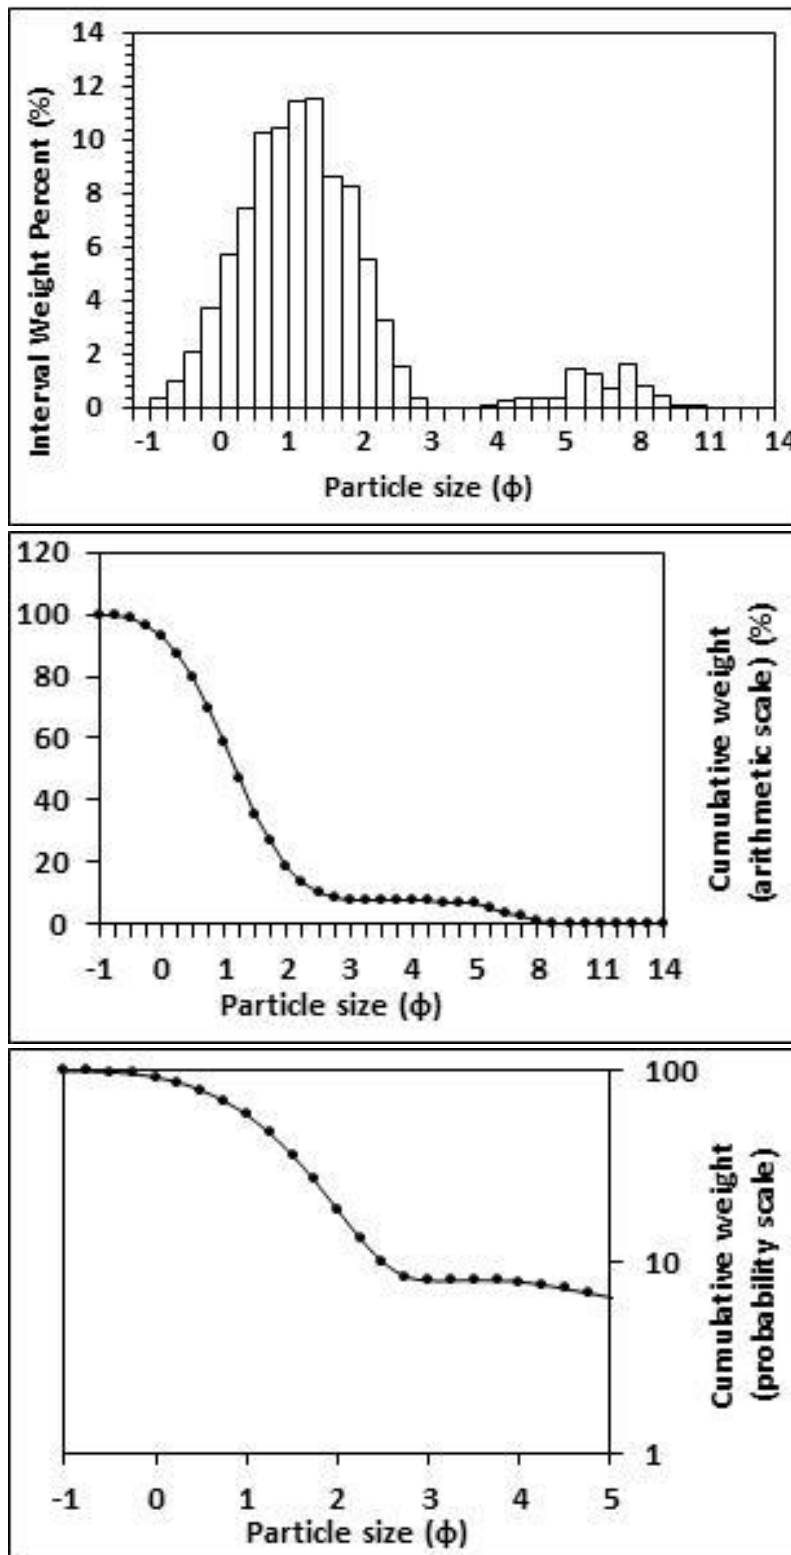 Interval Weight Percent (%)
14
12
10
8
6
4
2
0
-1 0 1 2 3 4 5 8 11 14
Particle size (ϕ)
120
100
80
60
40
20
0
-1 0 1 2 3 4 5 8 11 14
Particle size (ϕ)
Cumulative weight
(arithmetic scale) (%)
100
10
1
-1 0 1 2 3 4 5
Particle size (ϕ)
Cumulative weight
(probability scale)